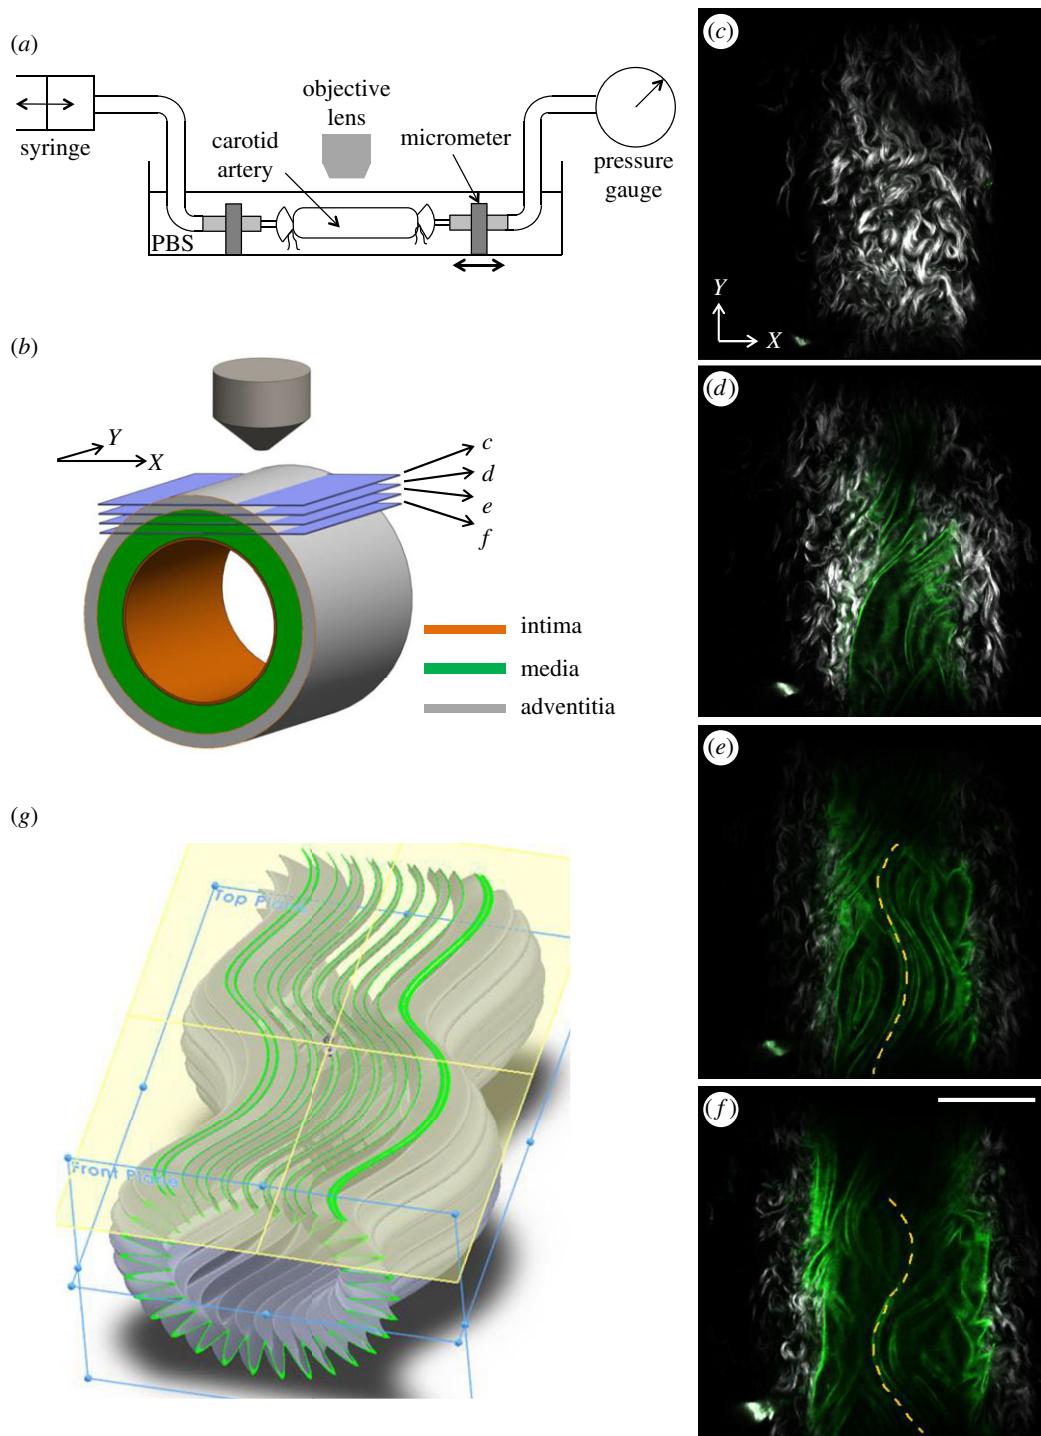 (a)
objective
lens
carotid
artery
micrometer
syringe
pressure
gauge
PBS
(b)
Y
X
c
d
e
f
intima
media
adventitia
(g)
Top Plane
Front Plane
(c)
Y
X
(d)
(e)
(f)